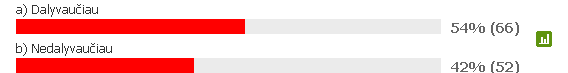 a) Dalyvaučiau
54% (66)
b) Nedalyvaučiau
42% (52)